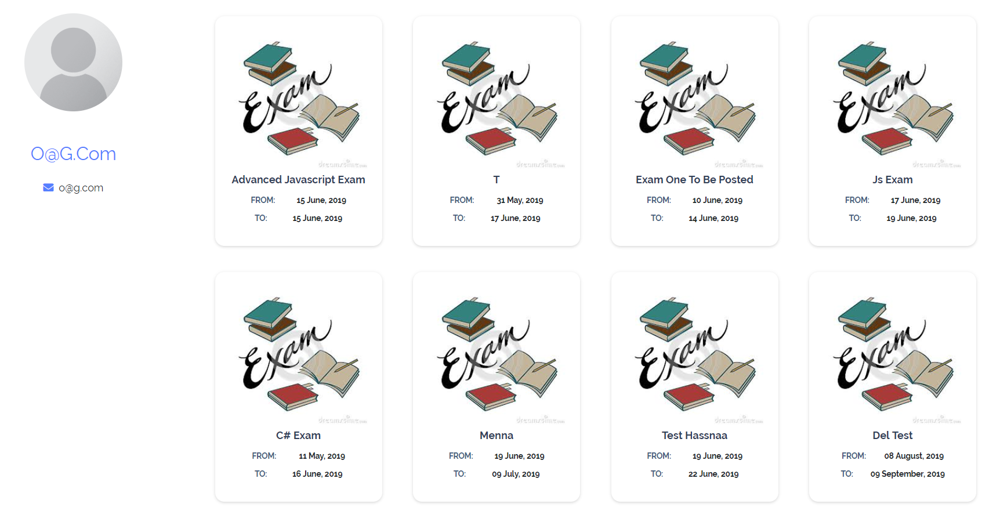 O@G.Com
o@g.com
Exam
dreamstime.com
Advanced Javascript Exam
FROM: 15 June, 2019
TO: 15 June, 2019
Exam
dreamstime.com
T
FROM: 31 May, 2019
TO: 17 June, 2019
Exam
dreamstime.com
Exam One To Be Posted
FROM: 10 June, 2019
TO: 14 June, 2019
Exam
dreamstime.com
Js Exam
FROM: 17 June, 2019
TO: 19 June, 2019
Exam
dreamstime.com
C# Exam
FROM: 11 May, 2019
TO: 16 June, 2019
Exam
dreamstime.com
Menna
FROM: 19 June, 2019
TO: 09 July, 2019
Exam
dreamstime.com
Test Hassnaa
FROM: 19 June, 2019
TO: 22 June, 2019
Exam
dreamstime.com
Del Test
FROM: 08 August, 2019
TO: 09 September, 2019